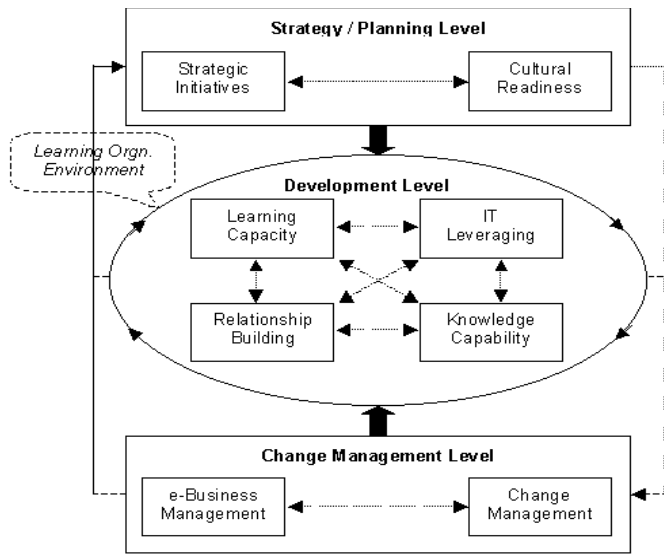 Strategy / Planning Level
Strategic
Initiatives
Cultural
Readiness
Learning Orgn.
Environment
Development Level
Learning
Capacity
IT
Leveraging
Relationship
Building
Knowledge
Capability
Change Management Level
e-Business
Management
Change
Management